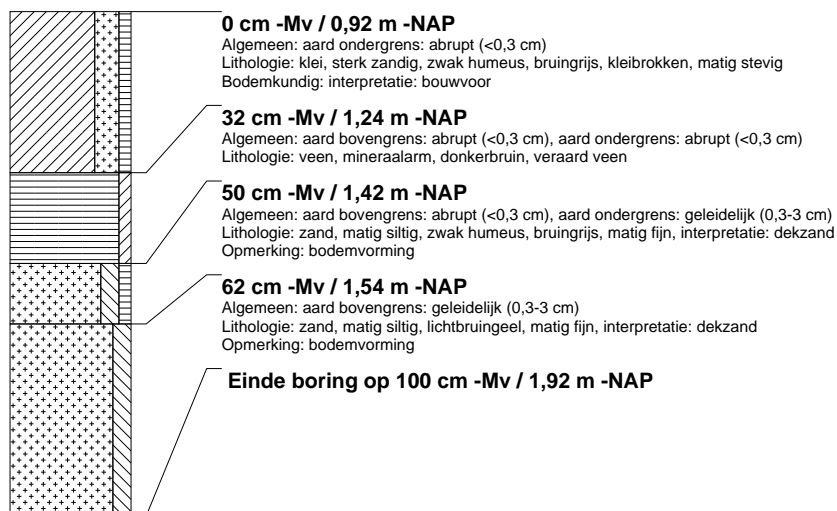 0 cm -Mv / 0,92 m -NAP
Algemeen: aard ondergrens: abrupt (<0,3 cm)
Lithologie: klei, sterk zandig, zwak humeus, bruingrijs, kleibrokken, matig stevig
Bodemkundig: interpretatie: bouwvoor
32 cm -Mv / 1,24 m -NAP
Algemeen: aard bovengrens: abrupt (<0,3 cm), aard ondergrens: abrupt (<0,3 cm)
Lithologie: veen, mineraalarm, donkerbruin, veraard veen
50 cm -Mv / 1,42 m -NAP
Algemeen: aard bovengrens: abrupt (<0,3 cm), aard ondergrens: geleidelijk (0,3-3 cm)
Lithologie: zand, matig siltig, zwak humeus, bruingrijs, matig fijn, interpretatie: dekzand
Opmerking: bodemvorming
62 cm -Mv / 1,54 m -NAP
Algemeen: aard bovengrens: geleidelijk (0,3-3 cm)
Lithologie: zand, matig siltig, lichtbruingeel, matig fijn, interpretatie: dekzand
Opmerking: bodemvorming
Einde boring op 100 cm -Mv / 1,92 m -NAP